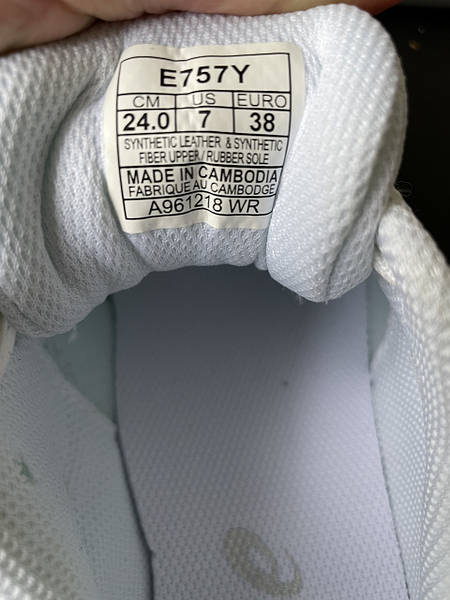 E757Y
CM US EURO
24.0 7 38
SYNTHETIC LEATHER & SYNTHETIC
FIBER UPPER / RUBBER SOLE
MADE IN CAMBODIA
FABRIQUE AU CAMBODGE
A961218 WR